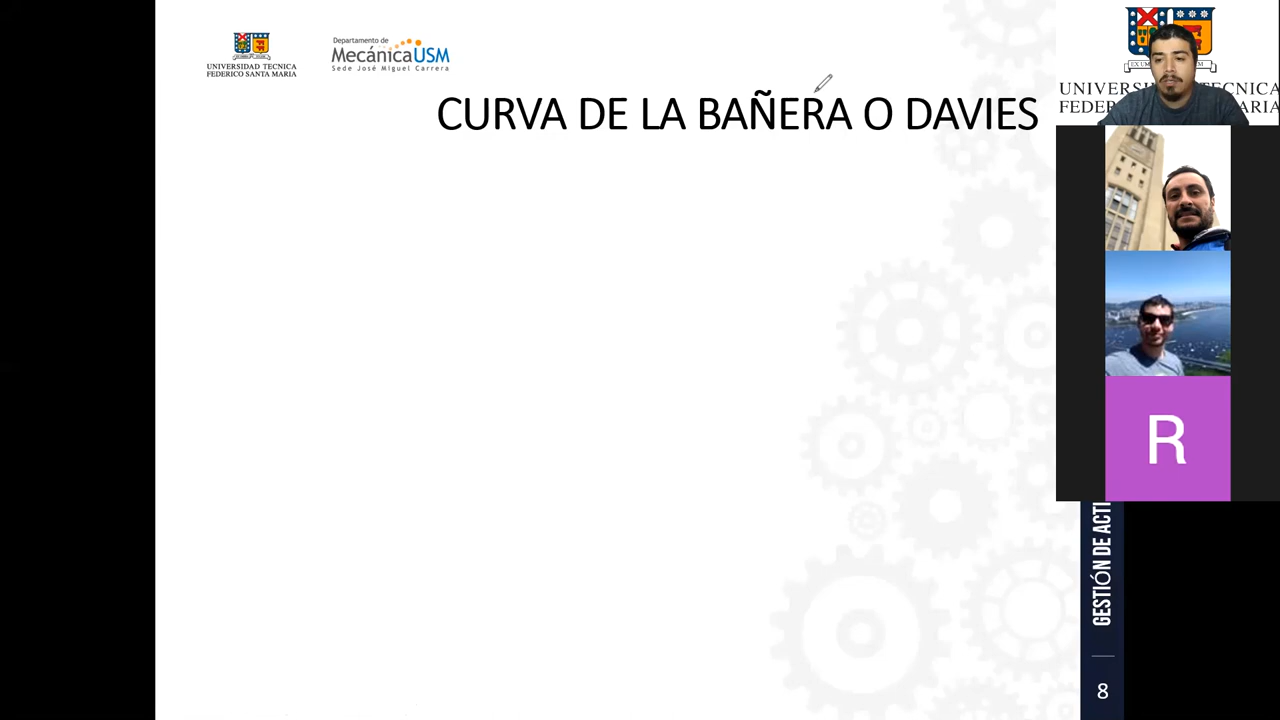 UNIVERSIDAD TECNICA
FEDERICO SANTA MARIA
Departamento de
MecánicaUSM
Sede José Miguel Carrera
CURVA DE LA BAÑERA O DAVIES
TECNICA
R
GESTIÓN DE
8